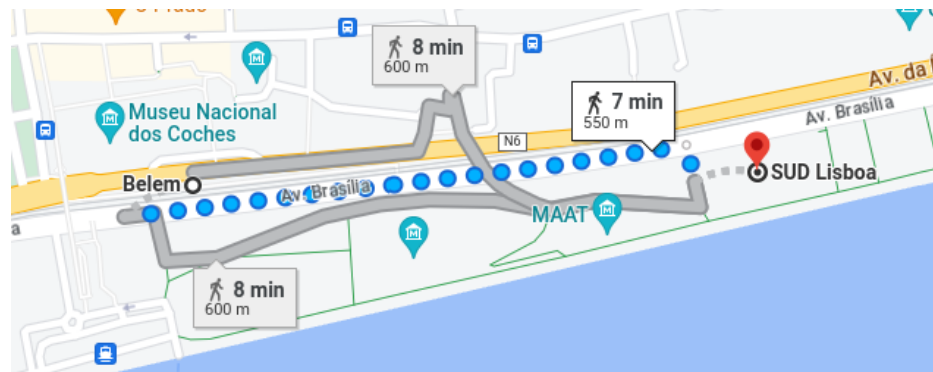 8 min
600 m
7 min
550 m
Av. da
Av. Brasília
Museu Nacional
dos Coches
N6
Belem
Av. Brasília
SUD Lisboa
MAAT
8 min
600 m